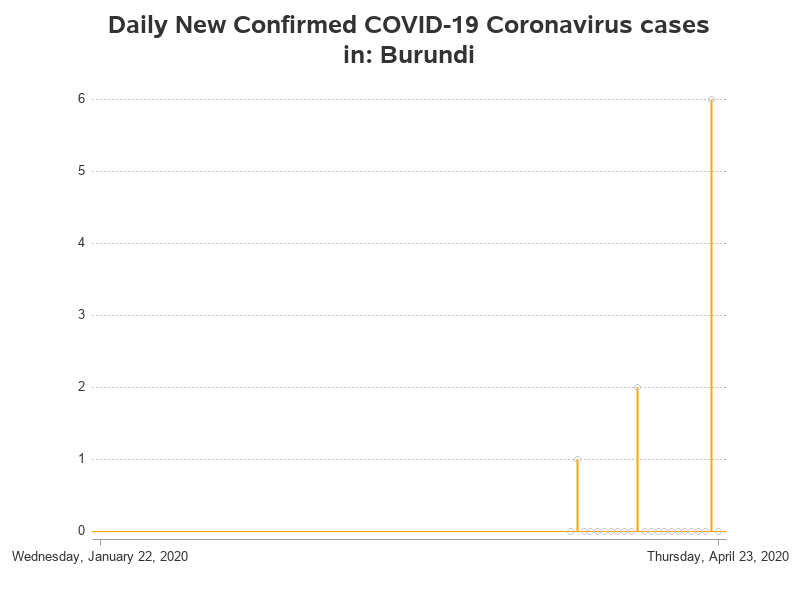 Daily New Confirmed COVID-19 Coronavirus cases
in: Burundi
6
5
4
3
2
1
0
Wednesday, January 22, 2020
Thursday, April 23, 2020